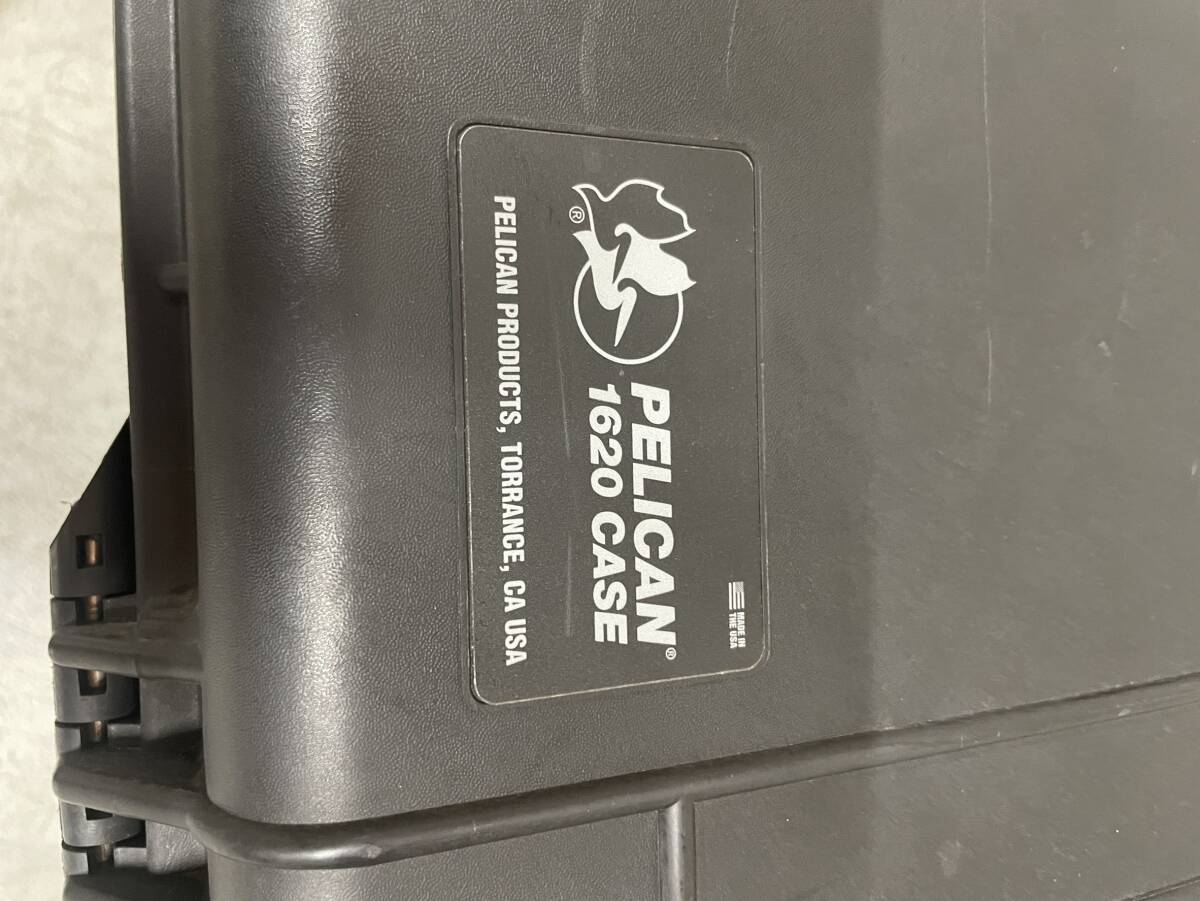 MADE IN
THE USA
PELICAN®
1620 CASE
®
PELICAN PRODUCTS, TORRANCE, CA USA